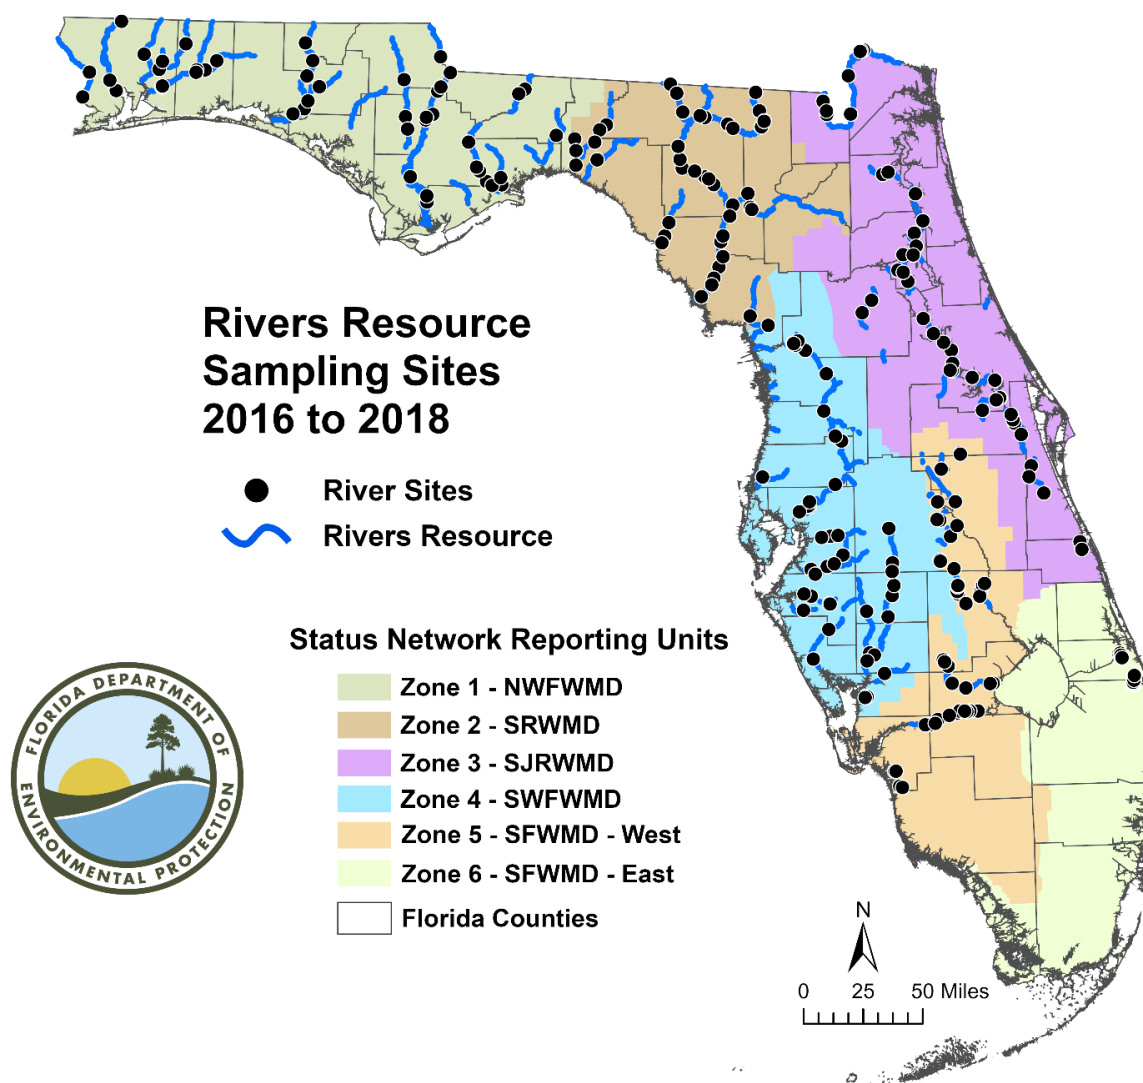 Rivers Resource
Sampling Sites
2016 to 2018
River Sites
Rivers Resource
Status Network Reporting Units
Zone 1 - NWFWMD
Zone 2 - SRWMD
Zone 3 - SJRWMD
Zone 4 - SWFWMD
Zone 5 - SFWMD - West
Zone 6 - SFWMD - East
Florida Counties
FLORIDA DEPARTMENT OF
ENVIRONMENTAL PROTECTION
N
0 25 50 Miles